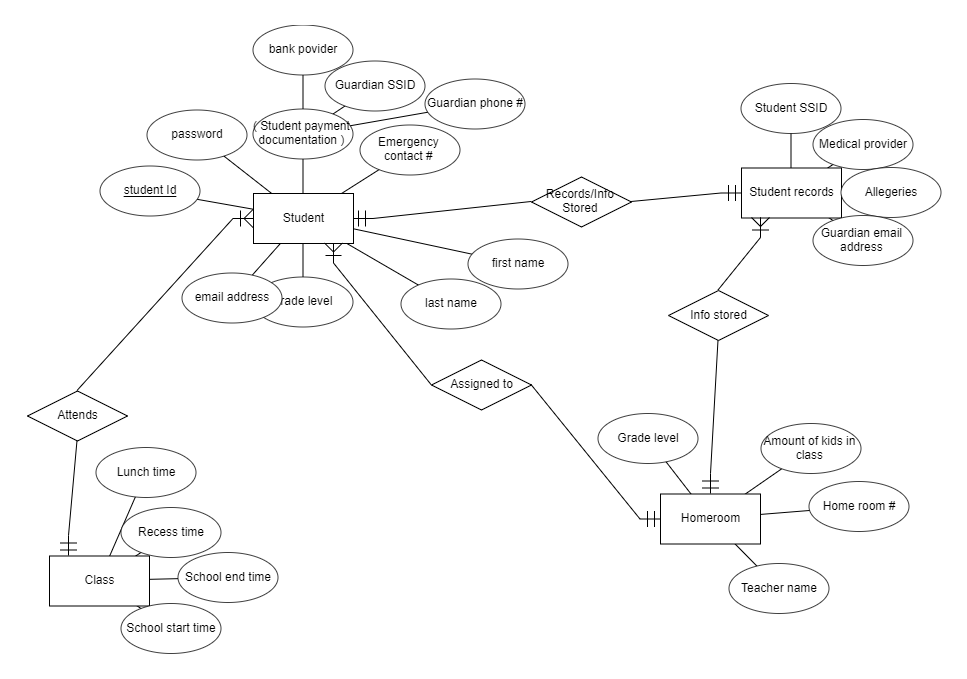 bank povider
Guardian SSID
Guardian phone #
( Student payment
documentation )
password
Emergency
contact #
student Id
Student
first name
last name
email address
rade level
Records/Info
Stored
Student SSID
Medical provider
Student records
Allegeries
Guardian email
address
Info stored
Attends
Assigned to
Lunch time
Recess time
School end time
Class
School start time
Grade level
Amount of kids in
class
Home room #
Homeroom
Teacher name